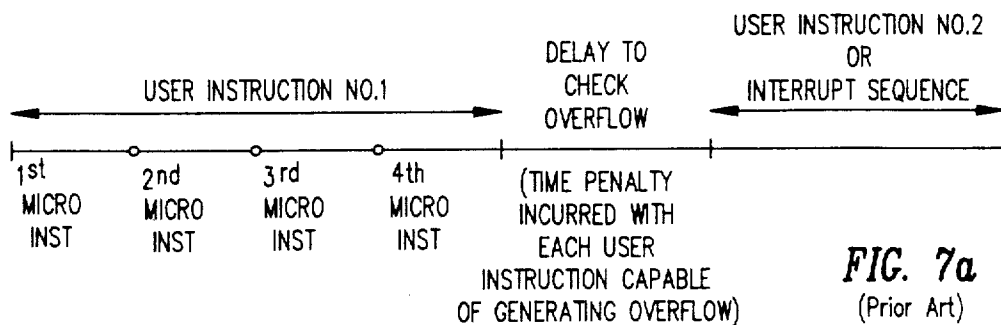 USER INSTRUCTION NO.1
DELAY TO
CHECK
OVERFLOW
USER INSTRUCTION NO.2
OR
INTERRUPT SEQUENCE
1st
MICRO
INST
2nd
MICRO
INST
3rd
MICRO
INST
4th
MICRO
INST
(TIME PENALTY
INCURRED WITH
EACH USER
INSTRUCTION CAPABLE
OF GENERATING OVERFLOW)
FIG. 7a
(Prior Art)